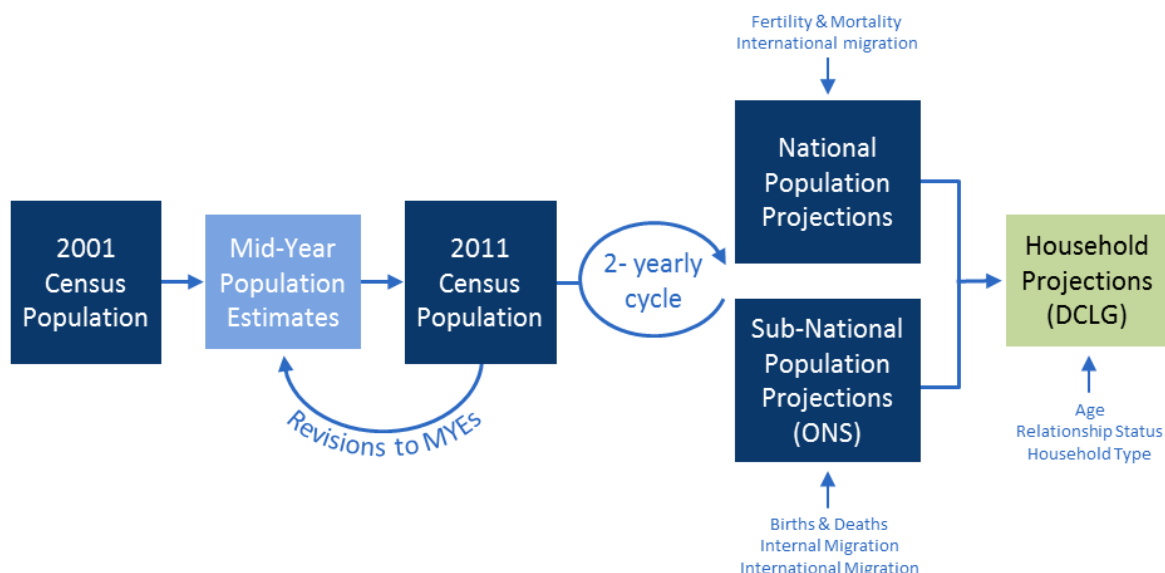 Fertility & Mortality
International migration
National
Population
Projections
2001
Census
Population
Mid-Year
Population
Estimates
2011
Census
Population
2- yearly
cycle
Household
Projections
(DCLG)
Sub-National
Population
Projections
(ONS)
Revisions to MYEs
Age
Relationship Status
Household Type
Births & Deaths
Internal Migration
International Migration